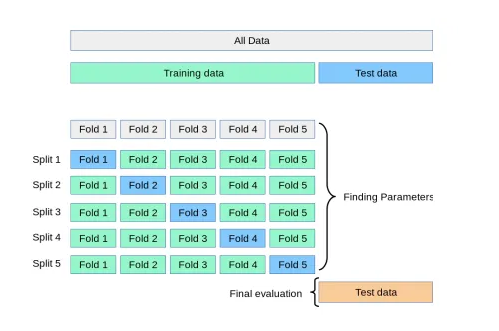 All Data
Training data Test data
Fold 1 Fold 2 Fold 3 Fold 4 Fold 5
Split 1 Fold 1 Fold 2 Fold 3 Fold 4 Fold 5
Split 2 Fold 1 Fold 2 Fold 3 Fold 4 Fold 5
Finding Parameters
Split 3 Fold 1 Fold 2 Fold 3 Fold 4 Fold 5
Split 4 Fold 1 Fold 2 Fold 3 Fold 4 Fold 5
Split 5 Fold 1 Fold 2 Fold 3 Fold 4 Fold 5
Final evaluation Test data